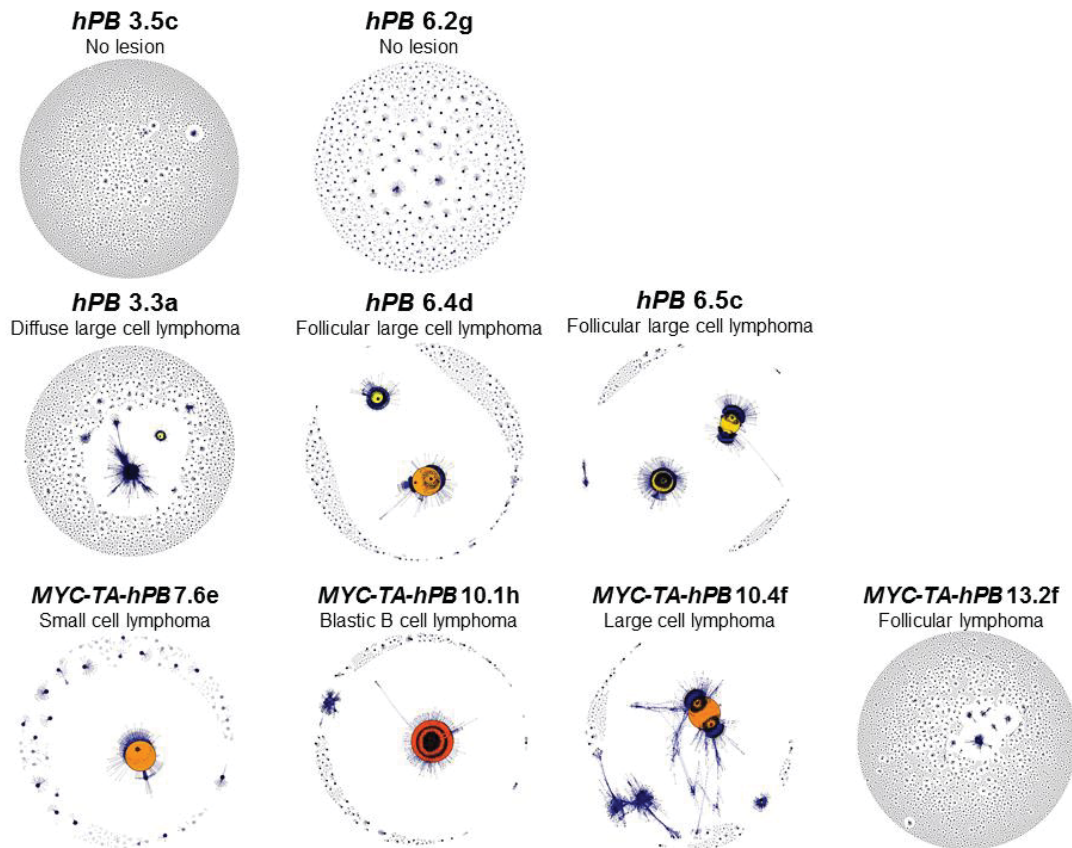 hPB 3.5c
No lesion
hPB 6.2g
No lesion
hPB 3.3a
Diffuse large cell lymphoma
hPB 6.4d
Follicular large cell lymphoma
hPB 6.5c
Follicular large cell lymphoma
MYC-TA-hPB 7.6e
Small cell lymphoma
MYC-TA-hPB 10.1h
Blastic B cell lymphoma
MYC-TA-hPB 10.4f
Large cell lymphoma
MYC-TA-hPB 13.2f
Follicular lymphoma